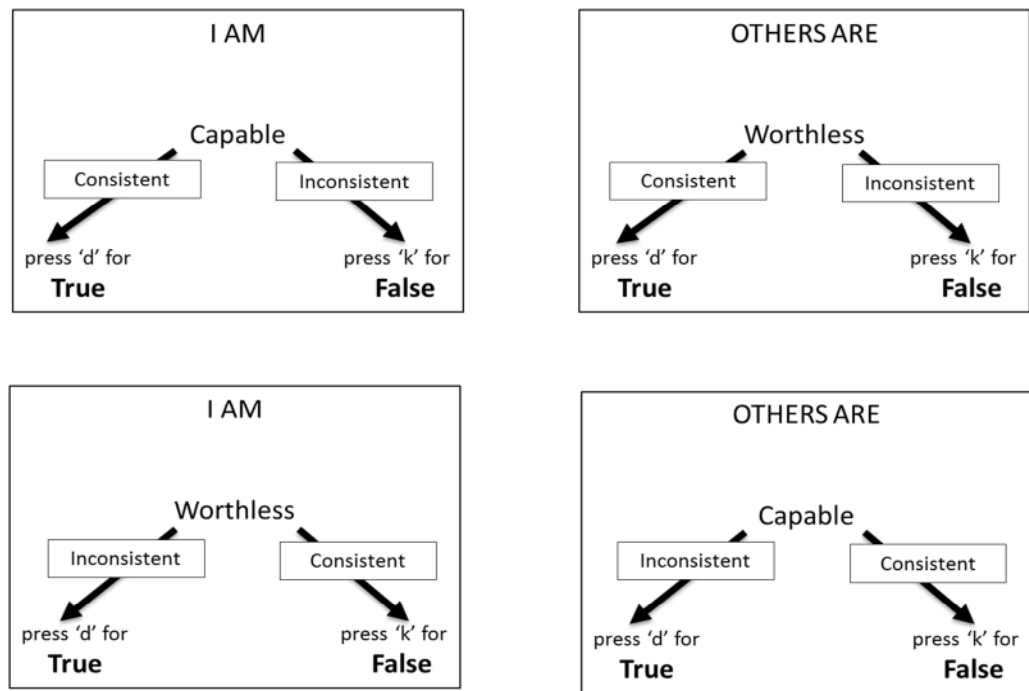 I AM
Capable
Consistent
Inconsistent
press ‘d’ for
True
press ‘k’ for
False
OTHERS ARE
Worthless
Consistent
Inconsistent
press ‘d’ for
True
press ‘k’ for
False
I AM
Worthless
Inconsistent
Consistent
press ‘d’ for
True
press ‘k’ for
False
OTHERS ARE
Capable
Inconsistent
Consistent
press ‘d’ for
True
press ‘k’ for
False